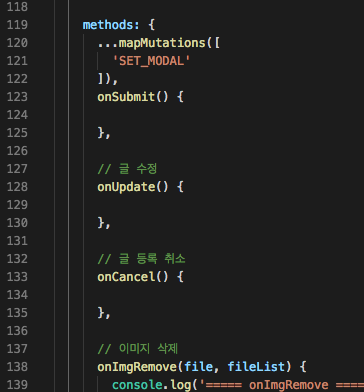 118
119 methods: {
120 ...mapMutations([
121 'SET_MODAL'
122 ]),
123 onSubmit() {
124
125 },
126
127 // 글 수정
128 onUpdate() {
129
130 },
131
132 // 글 등록 취소
133 onCancel() {
134
135 },
136
137 // 이미지 삭제
138 onImgRemove(file, fileList) {
139 console.log('===== onImgRemove ====